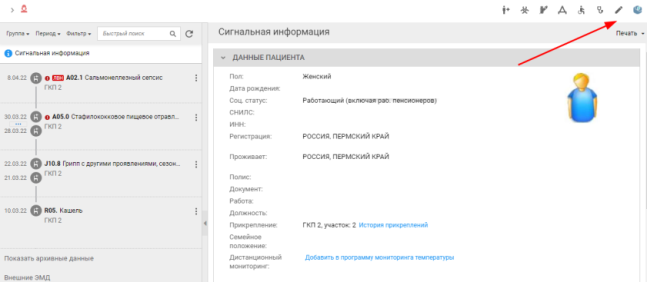 Группа Период Фильтр Быстрый поиск
Сигнальная информация
8.04.22 ЛВН A02.1 Сальмонеллезный сепсис
ГКП 2
30.03.22 A05.0 Стафилококковое пищевое отравл...
... ГКП 2
28.03.22
22.03.22 J10.8 Грипп с другими проявлениями, сезон...
21.03.22 ГКП 2
10.03.22 R05. Кашель
ГКП 2
Показать архивные данные
Внешние ЭМД
Сигнальная информация Печать
ДАННЫЕ ПАЦИЕНТА
Пол: Женский
Дата рождения:
Соц. статус: Работающий (включая раб. пенсионеров)
СНИЛС:
ИНН:
Регистрация: РОССИЯ, ПЕРМСКИЙ КРАЙ
Проживает: РОССИЯ, ПЕРМСКИЙ КРАЙ
Полис:
Документ:
Работа:
Должность:
Прикрепление: ГКП 2, участок: 2 История прикреплений
Семейное
положение:
Дистанционный
мониторинг: Добавить в программу мониторинга температуры